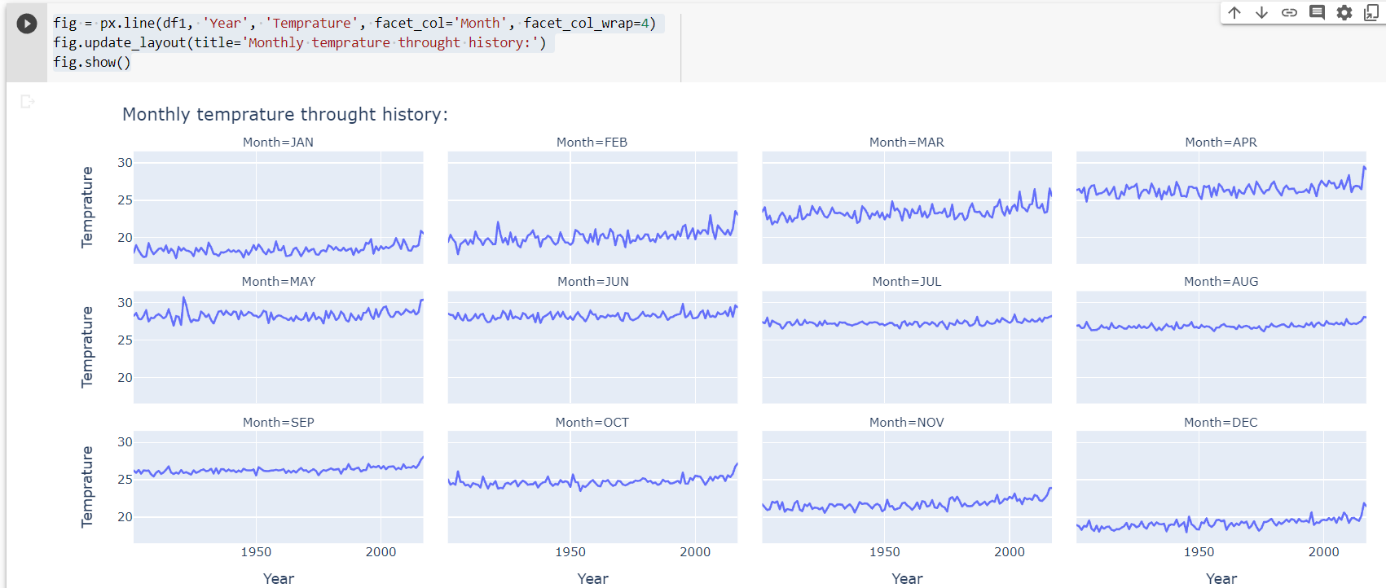 fig = px.line(df1, 'Year', 'Temprature', facet_col='Month', facet_col_wrap=4)
fig.update_layout(title='Monthly temprature throught history:')
fig.show()
Monthly temprature throught history:
Month=JAN Month=FEB Month=MAR Month=APR
30
25
20
Temprature
Month=MAY Month=JUN Month=JUL Month=AUG
30
25
20
Temprature
Month=SEP Month=OCT Month=NOV Month=DEC
30
25
20
Temprature
1950 2000 1950 2000 1950 2000 1950 2000
Year Year Year Year